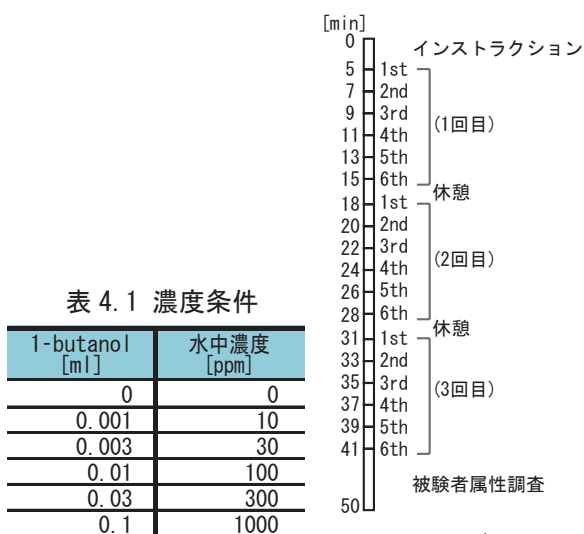 表 4.1 濃度条件
1-butanol [ml] 水中濃度 [ppm]
0 0
0.001 10
0.003 30
0.01 100
0.03 300
0.1 1000
[min]
0 インストラクション
5 1st
7 2nd
9 3rd
(1回目)
11 4th
13 5th
15 6th
休憩
18 1st
20 2nd
22 3rd
(2回目)
24 4th
26 5th
28 6th
休憩
31 1st
33 2nd
35 3rd
(3回目)
37 4th
39 5th
41 6th
被験者属性調査
50